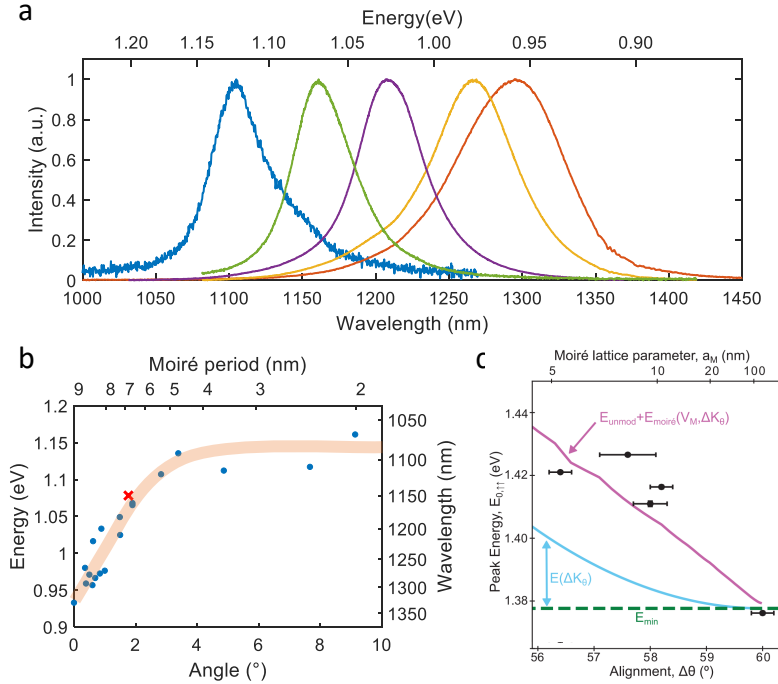 a
Energy(eV)
1.20 1.15 1.10 1.05 1.00 0.95 0.90
Intensity (a.u.)
1
0.8
0.6
0.4
0.2
0
1000 1050 1100 1150 1200 1250 1300 1350 1400 1450
Wavelength (nm)
b
Moiré period (nm)
9 8 7 6 5 4 3 2
Energy (eV)
1.2
1.15
1.1
1.05
1
0.95
0.9
1050
1100
1150
1200
1250
1300
1350
Wavelength (nm)
0 2 4 6 8 10
Angle (°)
c
Moiré lattice parameter, aM (nm)
5 10 20 100
Peak Energy, E0,↑↑ (eV)
1.44
1.42
1.40
1.38
Eunmod+Emoiré(VM,ΔKθ)
E(ΔKθ)
Emin
56 57 58 59 60
Alignment, Δθ (º)